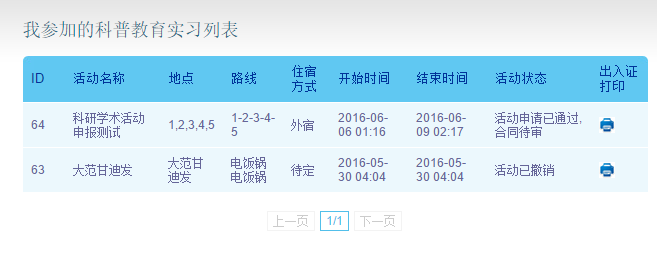 我参加的科普教育实习列表
ID 活动名称 地点 路线 住宿方式 开始时间 结束时间 活动状态 出入证打印
64 科研学术活动申报测试 1,2,3,4,5 1-2-3-4-5 外宿 2016-06-06 01:16 2016-06-09 02:17 活动申请已通过,合同待审
63 大范甘迪发 大范甘迪发 电饭锅电饭锅 待定 2016-05-30 04:04 2016-05-30 04:04 活动已撤销
上一页 1/1 下一页